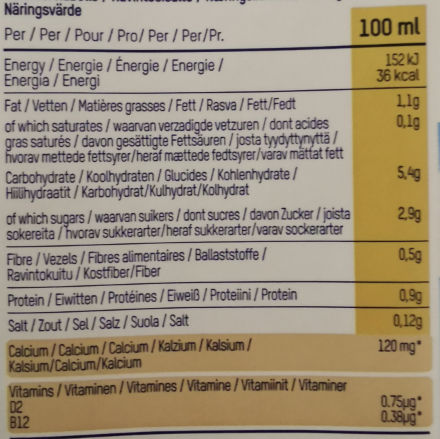 Näringsvärde
Per / Per / Pour / Pro/ Per / Per/Pr. 100 ml
Energy / Energie / Énergie / Energie / 152 kJ
Energia / Energi 36 kcal
Fat / Vetten / Matières grasses / Fett / Rasva / Fett/Fedt 1,1g
of which saturates / waarvan verzadigde vetzuren / dont acides 0,1g
gras saturés / davon gesättigte Fettsäuren / josta tyydyttynyttä /
hvorav mettede fettsyrer/heraf mættede fedtsyrer/varav mättat fett
Carbohydrate / Koolhydraten / Glucides / Kohlenhydrate / 5,4g
Hiilihydraatit / Karbohydrat/Kulhydrat/Kolhydrat
of which sugars / waarvan suikers / dont sucres / davon Zucker / joista 2,9g
sokereita / hvorav sukkerarter/heraf sukkerarter/varav sockerarter
Fibre / Vezels / Fibres alimentaires / Ballaststoffe / 0,5g
Ravintokuitu / Kostfiber/Fiber
Protein / Eiwitten / Protéines / Eiweiß / Proteiini / Protein 0,9g
Salt / Zout / Sel / Salz / Suola / Salt 0,12g
Calcium / Calcium / Calcium / Kalzium / Kalsium / 120 mg*
Kalsium/Calcium/Kalcium
Vitamins / Vitaminen / Vitamines / Vitamine / Vitamiinit / Vitaminer
D2 0.75µg*
B12 0.38µg*